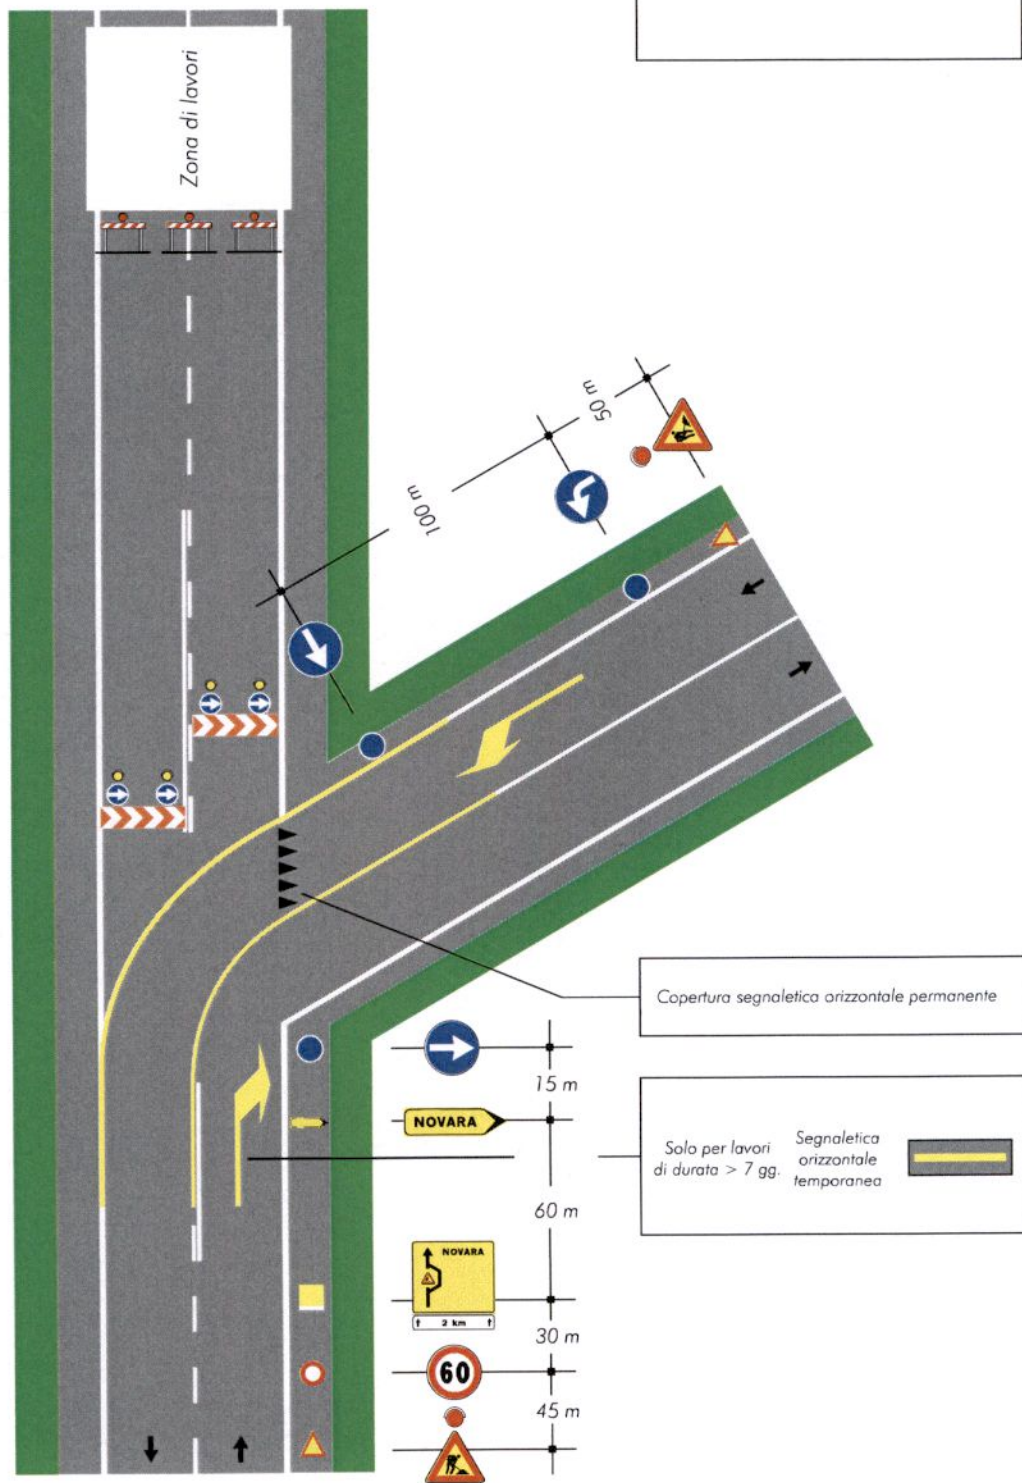 Zona di lavori
50 m
100 m
Copertura segnaletica orizzontale permanente
15 m
NOVARA
Solo per lavori
di durata > 7 gg.
Segnaletica
orizzontale
temporanea
60 m
NOVARA
2 km
30 m
60
45 m